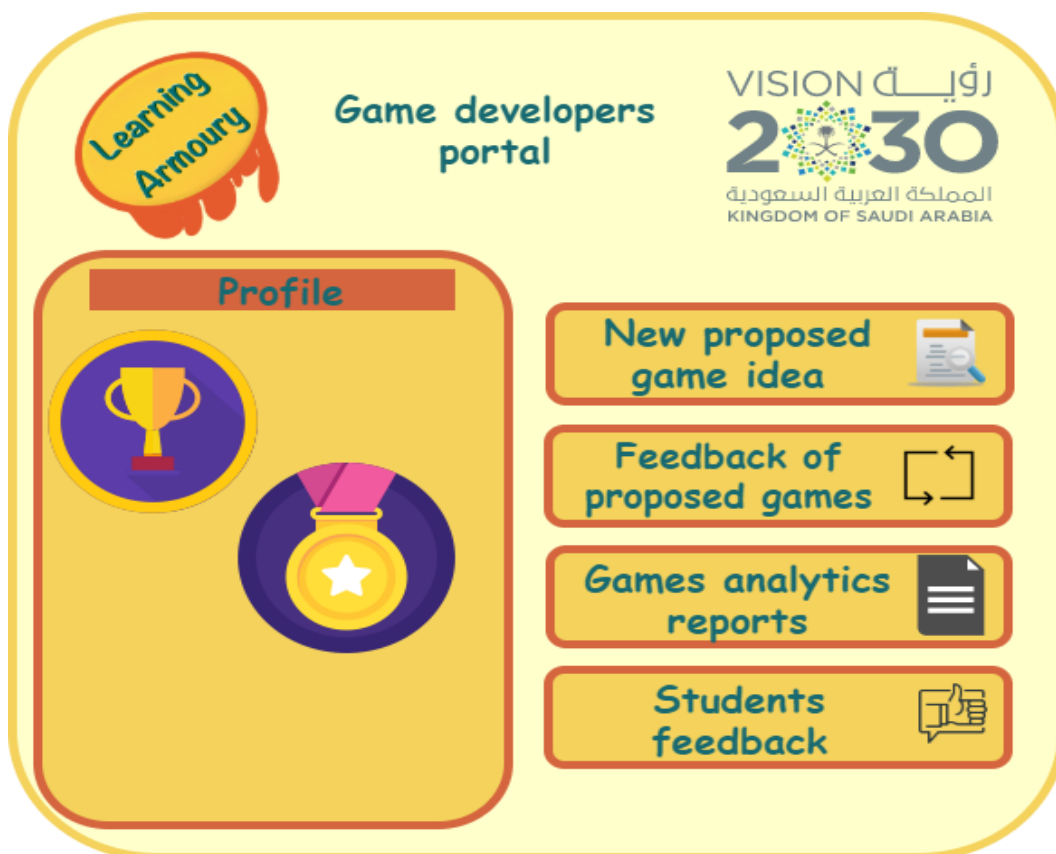 Learning
Armoury
Game developers
portal
VISION رؤيـــة
2030
المملكة العربية السعودية
KINGDOM OF SAUDI ARABIA
Profile
New proposed
game idea
Feedback of
proposed games
Games analytics
reports
Students
feedback